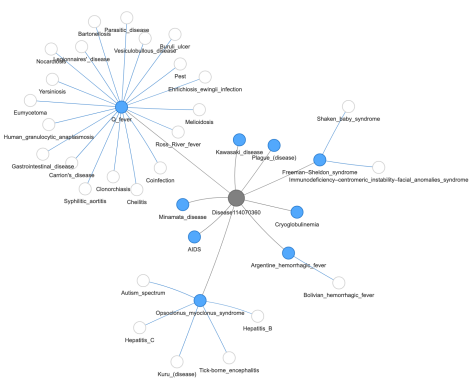 Parasitic_disease
Bartonellosis
Buruli_ulcer
Vesiculobullous_disease
Legionnaires'_disease
Nocardiosis
Pest
Yersiniosis
Ehrlichiosis_ewingii_infection
Eumycetoma
Melioidosis
Q_fever
Shaken_baby_syndrome
Human_granulocytic_anaplasmosis
Ross_River_fever
Kawasaki_disease
Plague_(disease)
Gastrointestinal_disease
Carrion's_disease
Coinfection
Freeman–Sheldon_syndrome
Immunodeficiency–centromeric_instability–facial_anomalies_syndrome
Clonorchiasis
Syphilitic_aortitis
Cheilitis
Minamata_disease
Disease114070360
Cryoglobulinemia
AIDS
Argentine_hemorrhagic_fever
Autism_spectrum
Bolivian_hemorrhagic_fever
Opsoclonus_myoclonus_syndrome
Hepatitis_B
Hepatitis_C
Tick-borne_encephalitis
Kuru_(disease)